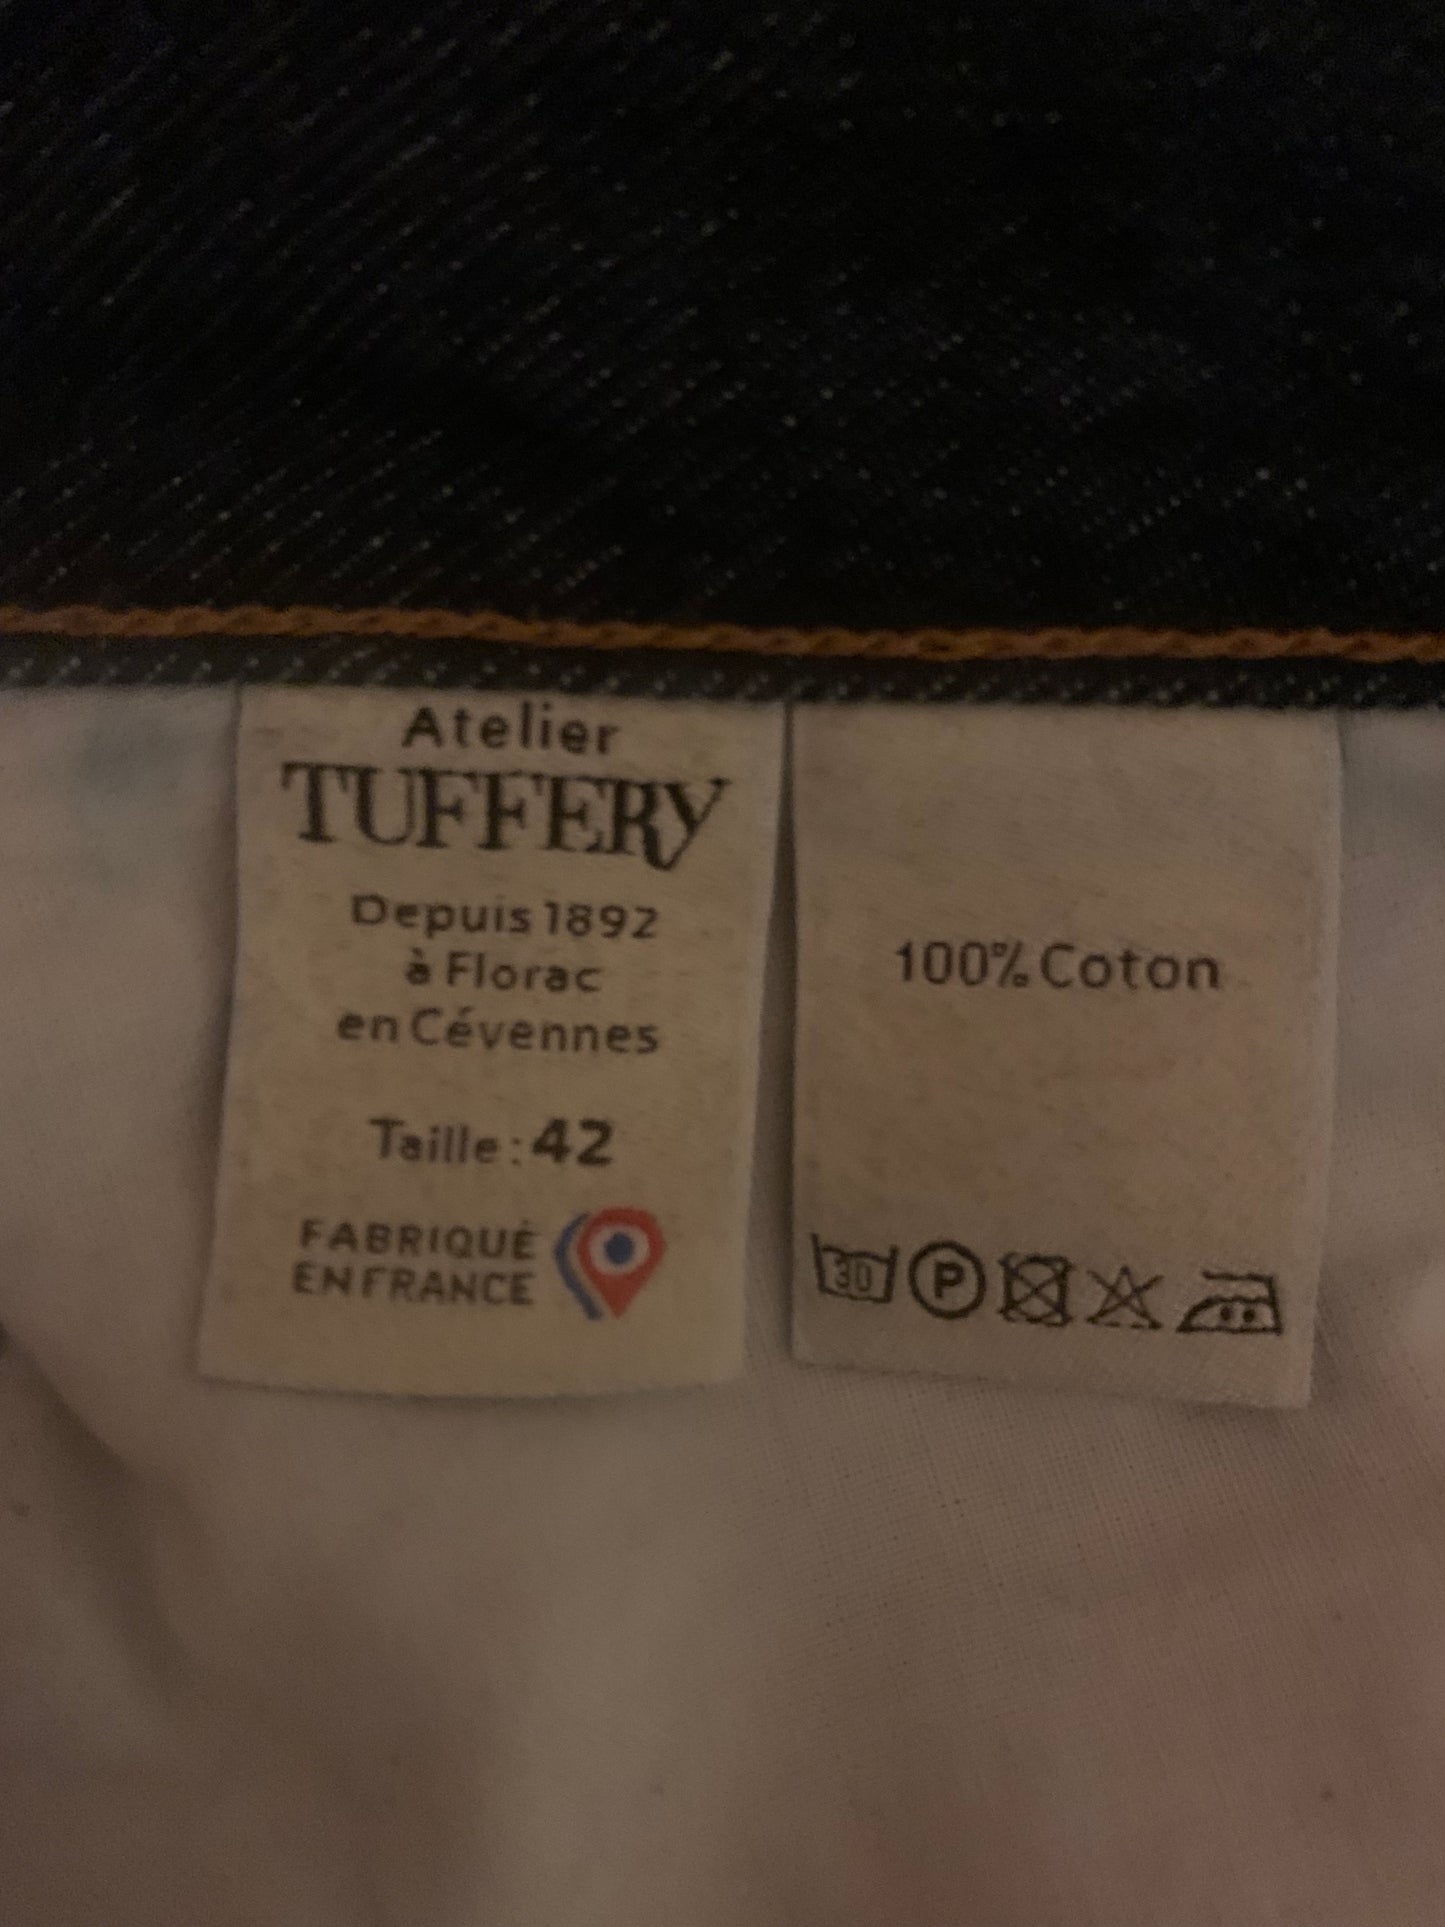 Atelier
TUFFERY
Depuis 1892
à Florac
en Cévennes
Taille : 42
FABRIQUÉ
EN FRANCE
100% Coton
30 P